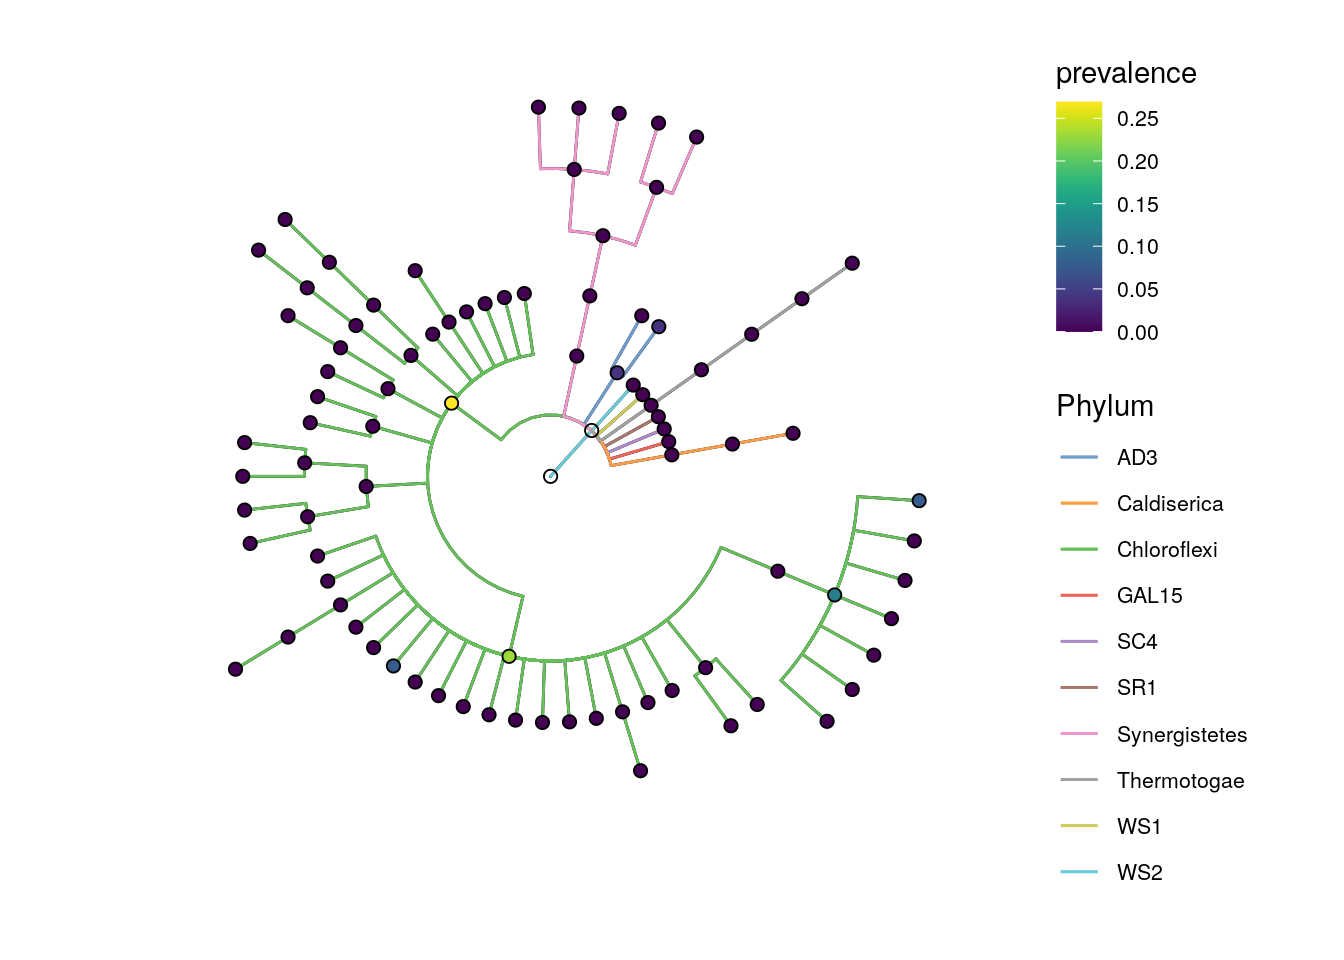 prevalence
0.25
0.20
0.15
0.10
0.05
0.00
Phylum
AD3
Caldiserica
Chloroflexi
GAL15
SC4
SR1
Synergistetes
Thermotogae
WS1
WS2